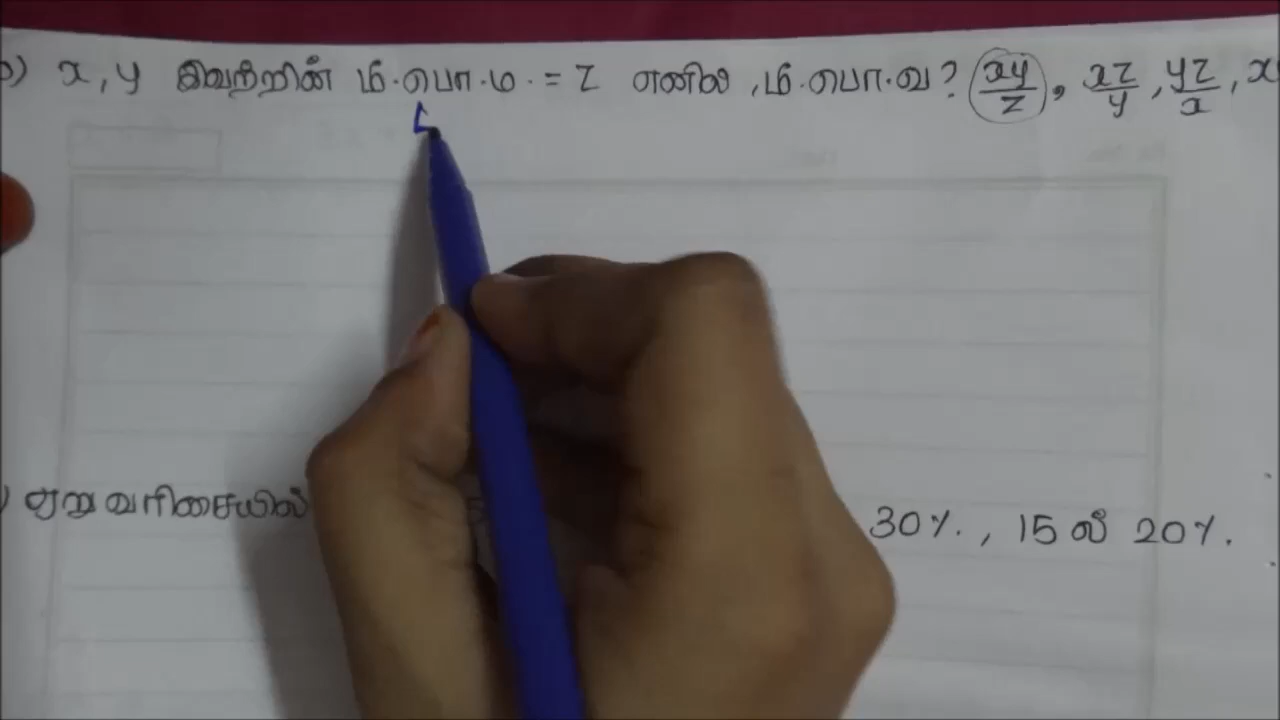 ) x, y இவற்றின் மீ.பொ.ம. = z எனில், மீ.பொ.வ? xy/z, xz/y, yz/x, x
) ஏறு வரிசையில் 30%., 15 லி 20%.